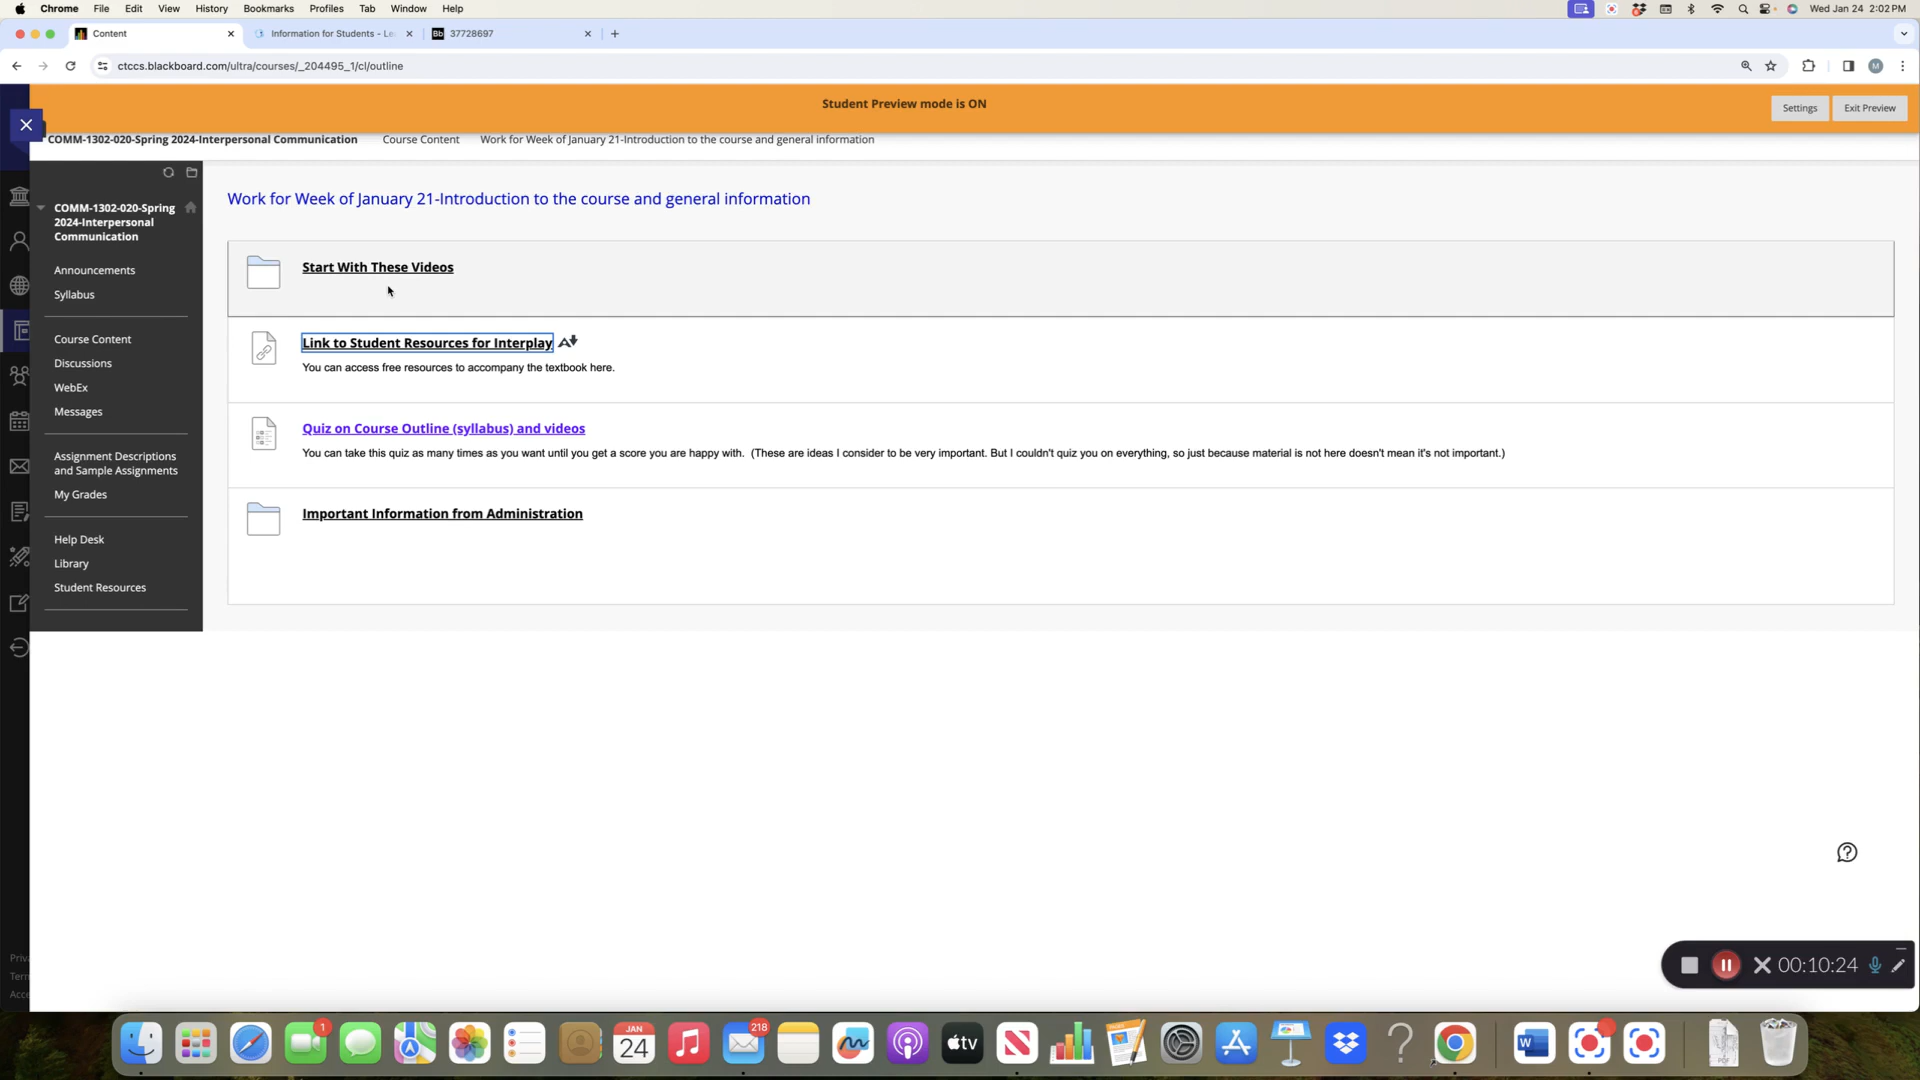 Chrome File Edit View History Bookmarks Profiles Tab Window Help
Wed Jan 24 2:02 PM
Content
Information for Students - Le
Bb 37728697
ctccs.blackboard.com/ultra/courses/_204495_1/cl/outline
M
Student Preview mode is ON
Settings
Exit Preview
COMM-1302-020-Spring 2024-Interpersonal Communication
Course Content
Work for Week of January 21-Introduction to the course and general information
COMM-1302-020-Spring
2024-Interpersonal
Communication
Announcements
Syllabus
Course Content
Discussions
WebEx
Messages
Assignment Descriptions
and Sample Assignments
My Grades
Help Desk
Library
Student Resources
Priv
Tern
Acce
Work for Week of January 21-Introduction to the course and general information
Start With These Videos
Link to Student Resources for Interplay
You can access free resources to accompany the textbook here.
Quiz on Course Outline (syllabus) and videos
You can take this quiz as many times as you want until you get a score you are happy with. (These are ideas I consider to be very important. But I couldn't quiz you on everything, so just because material is not here doesn't mean it's not important.)
Important Information from Administration
00:10:24
1
JAN
24
218
tv
W
PDF